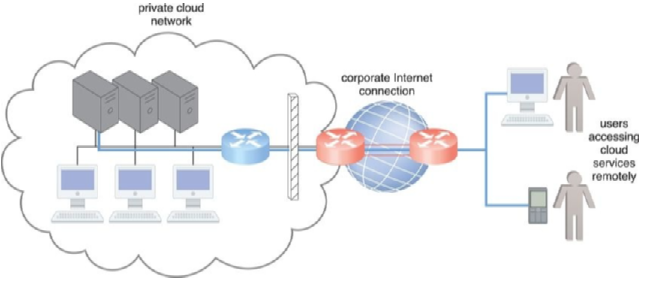 private cloud
network
corporate Internet
connection
users
accessing
cloud
services
remotely